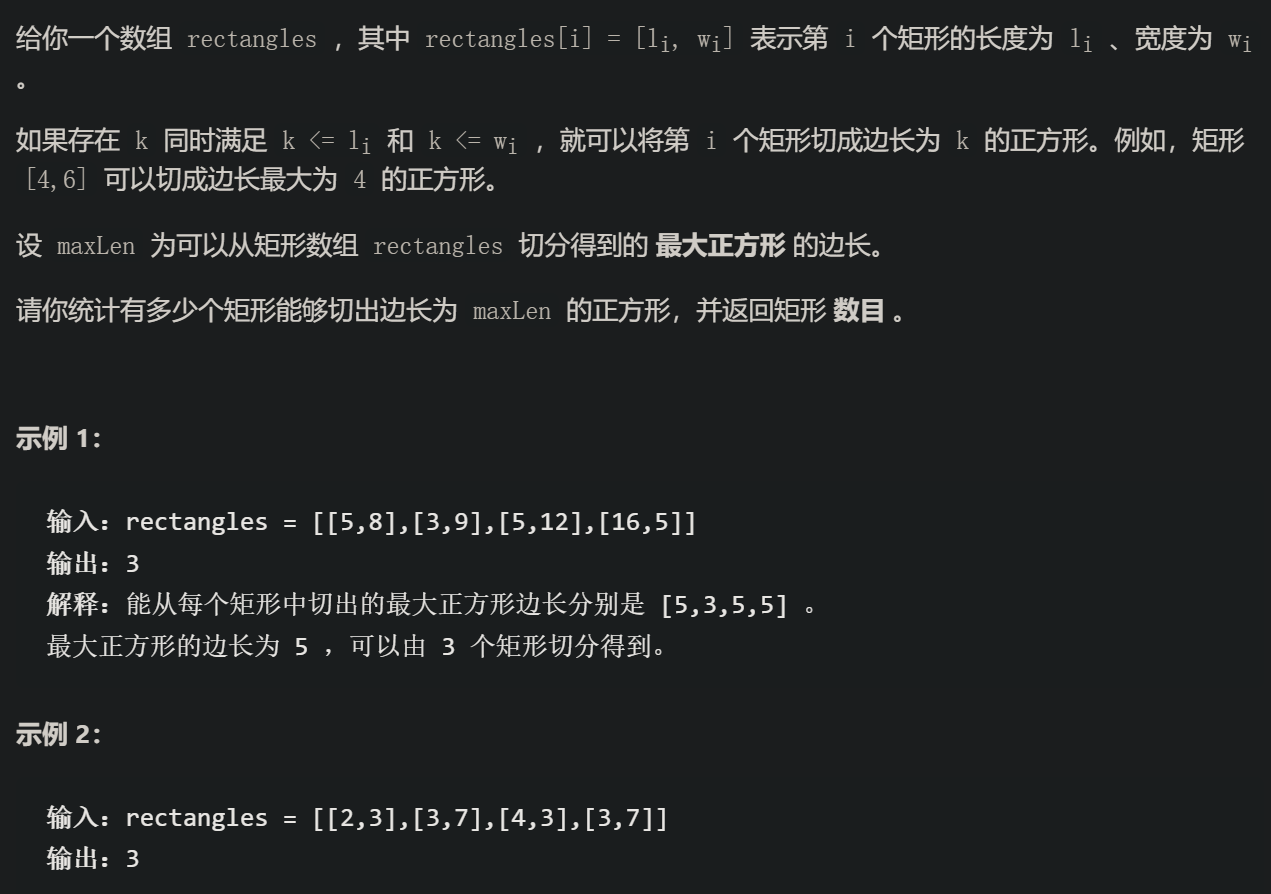 给你一个数组 rectangles ，其中 rectangles[i] = [li, wi] 表示第 i 个矩形的长度为 li 、宽度为 wi
。
如果存在 k 同时满足 k <= li 和 k <= wi ，就可以将第 i 个矩形切成边长为 k 的正方形。例如，矩形
[4,6] 可以切成边长最大为 4 的正方形。
设 maxLen 为可以从矩形数组 rectangles 切分得到的 最大正方形 的边长。
请你统计有多少个矩形能够切出边长为 maxLen 的正方形，并返回矩形 数目 。
示例 1：
输入：rectangles = [[5,8],[3,9],[5,12],[16,5]]
输出：3
解释：能从每个矩形中切出的最大正方形边长分别是 [5,3,5,5] 。
最大正方形的边长为 5 ，可以由 3 个矩形切分得到。
示例 2：
输入：rectangles = [[2,3],[3,7],[4,3],[3,7]]
输出：3